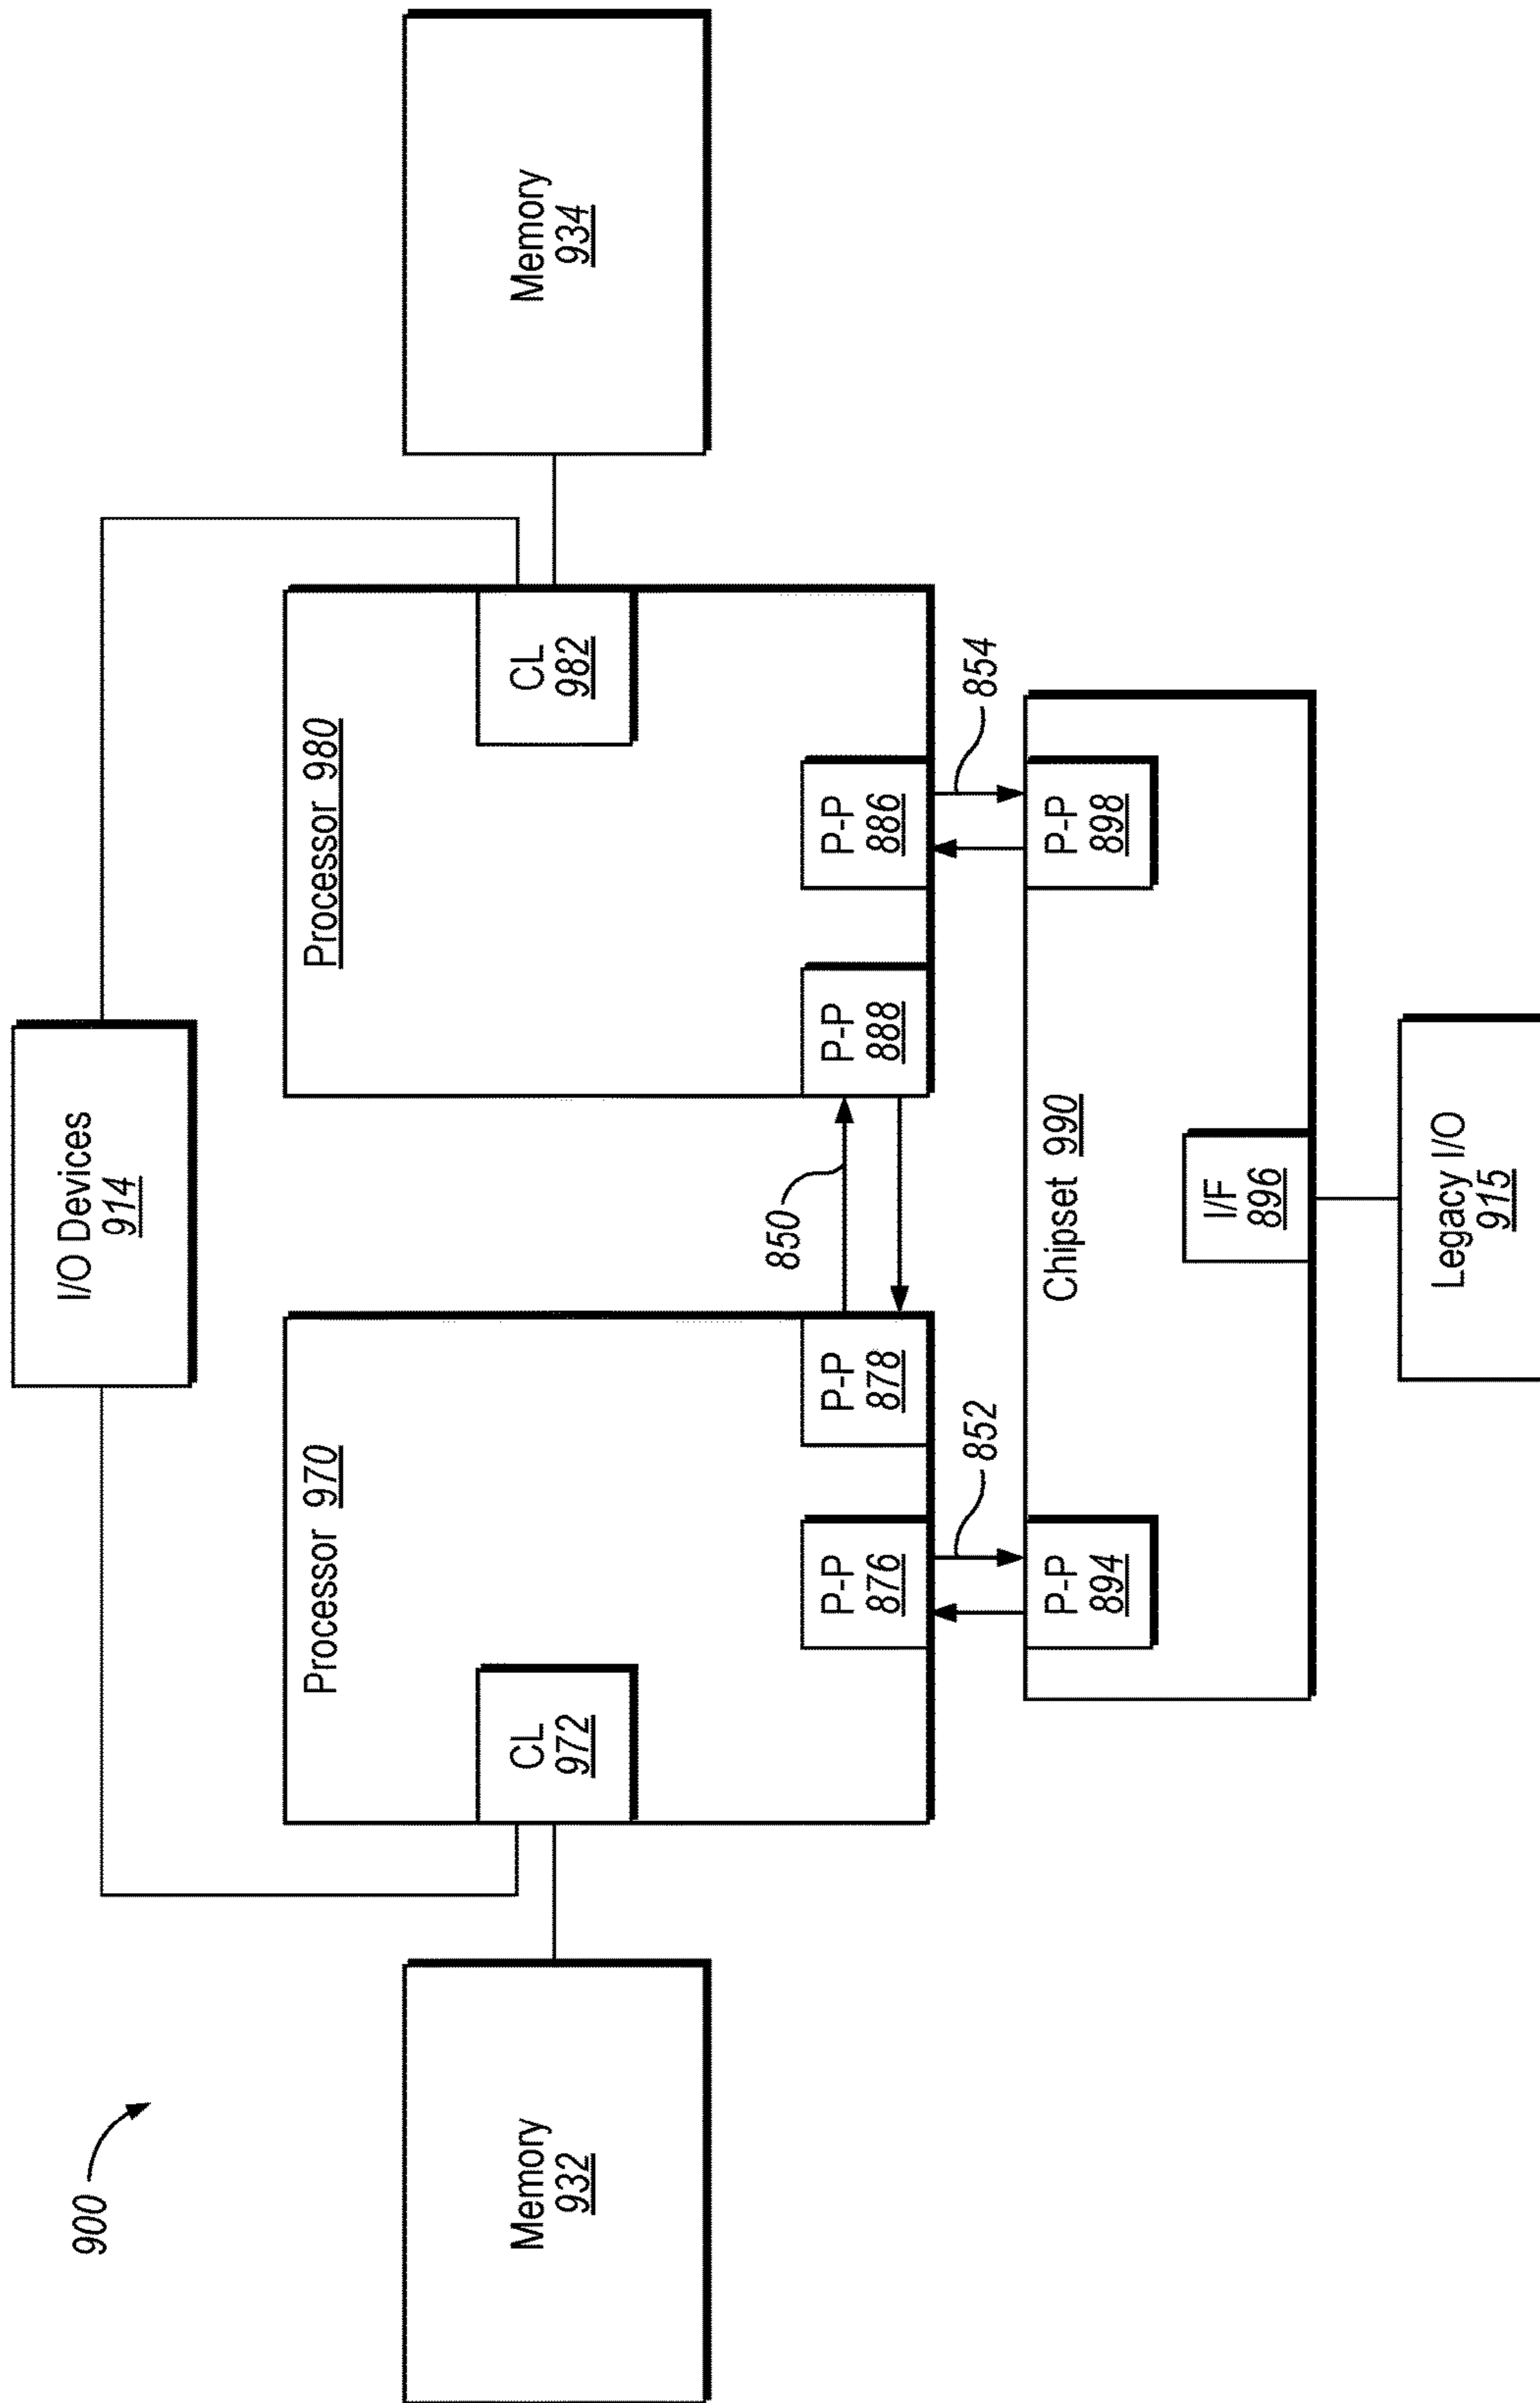 900
I/O Devices
914
Memory
932
Processor 970
CL
972
P-P
876
P-P
878
850
Processor 980
CL
982
P-P
888
P-P
886
Memory
934
852
854
Chipset 990
P-P
894
P-P
898
I/F
896
Legacy I/O
915